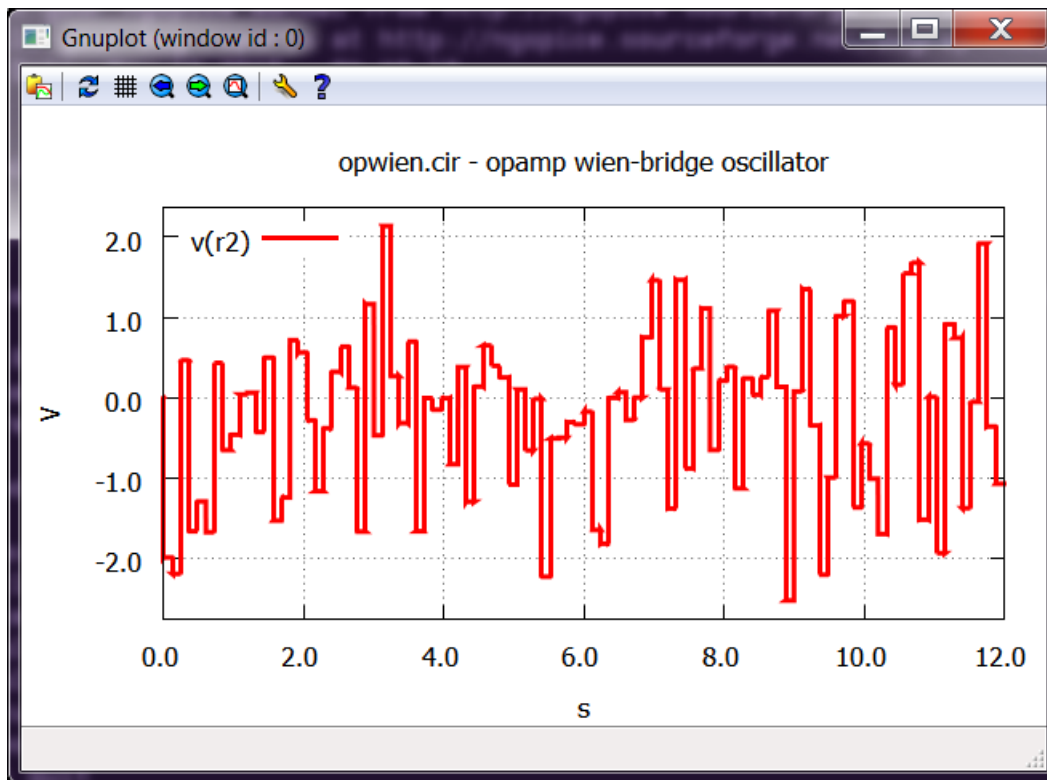 Gnuplot (window id : 0)
opwien.cir - opamp wien-bridge oscillator
v(r2)
2.0
1.0
0.0
-1.0
-2.0
V
0.0 2.0 4.0 6.0 8.0 10.0 12.0
s